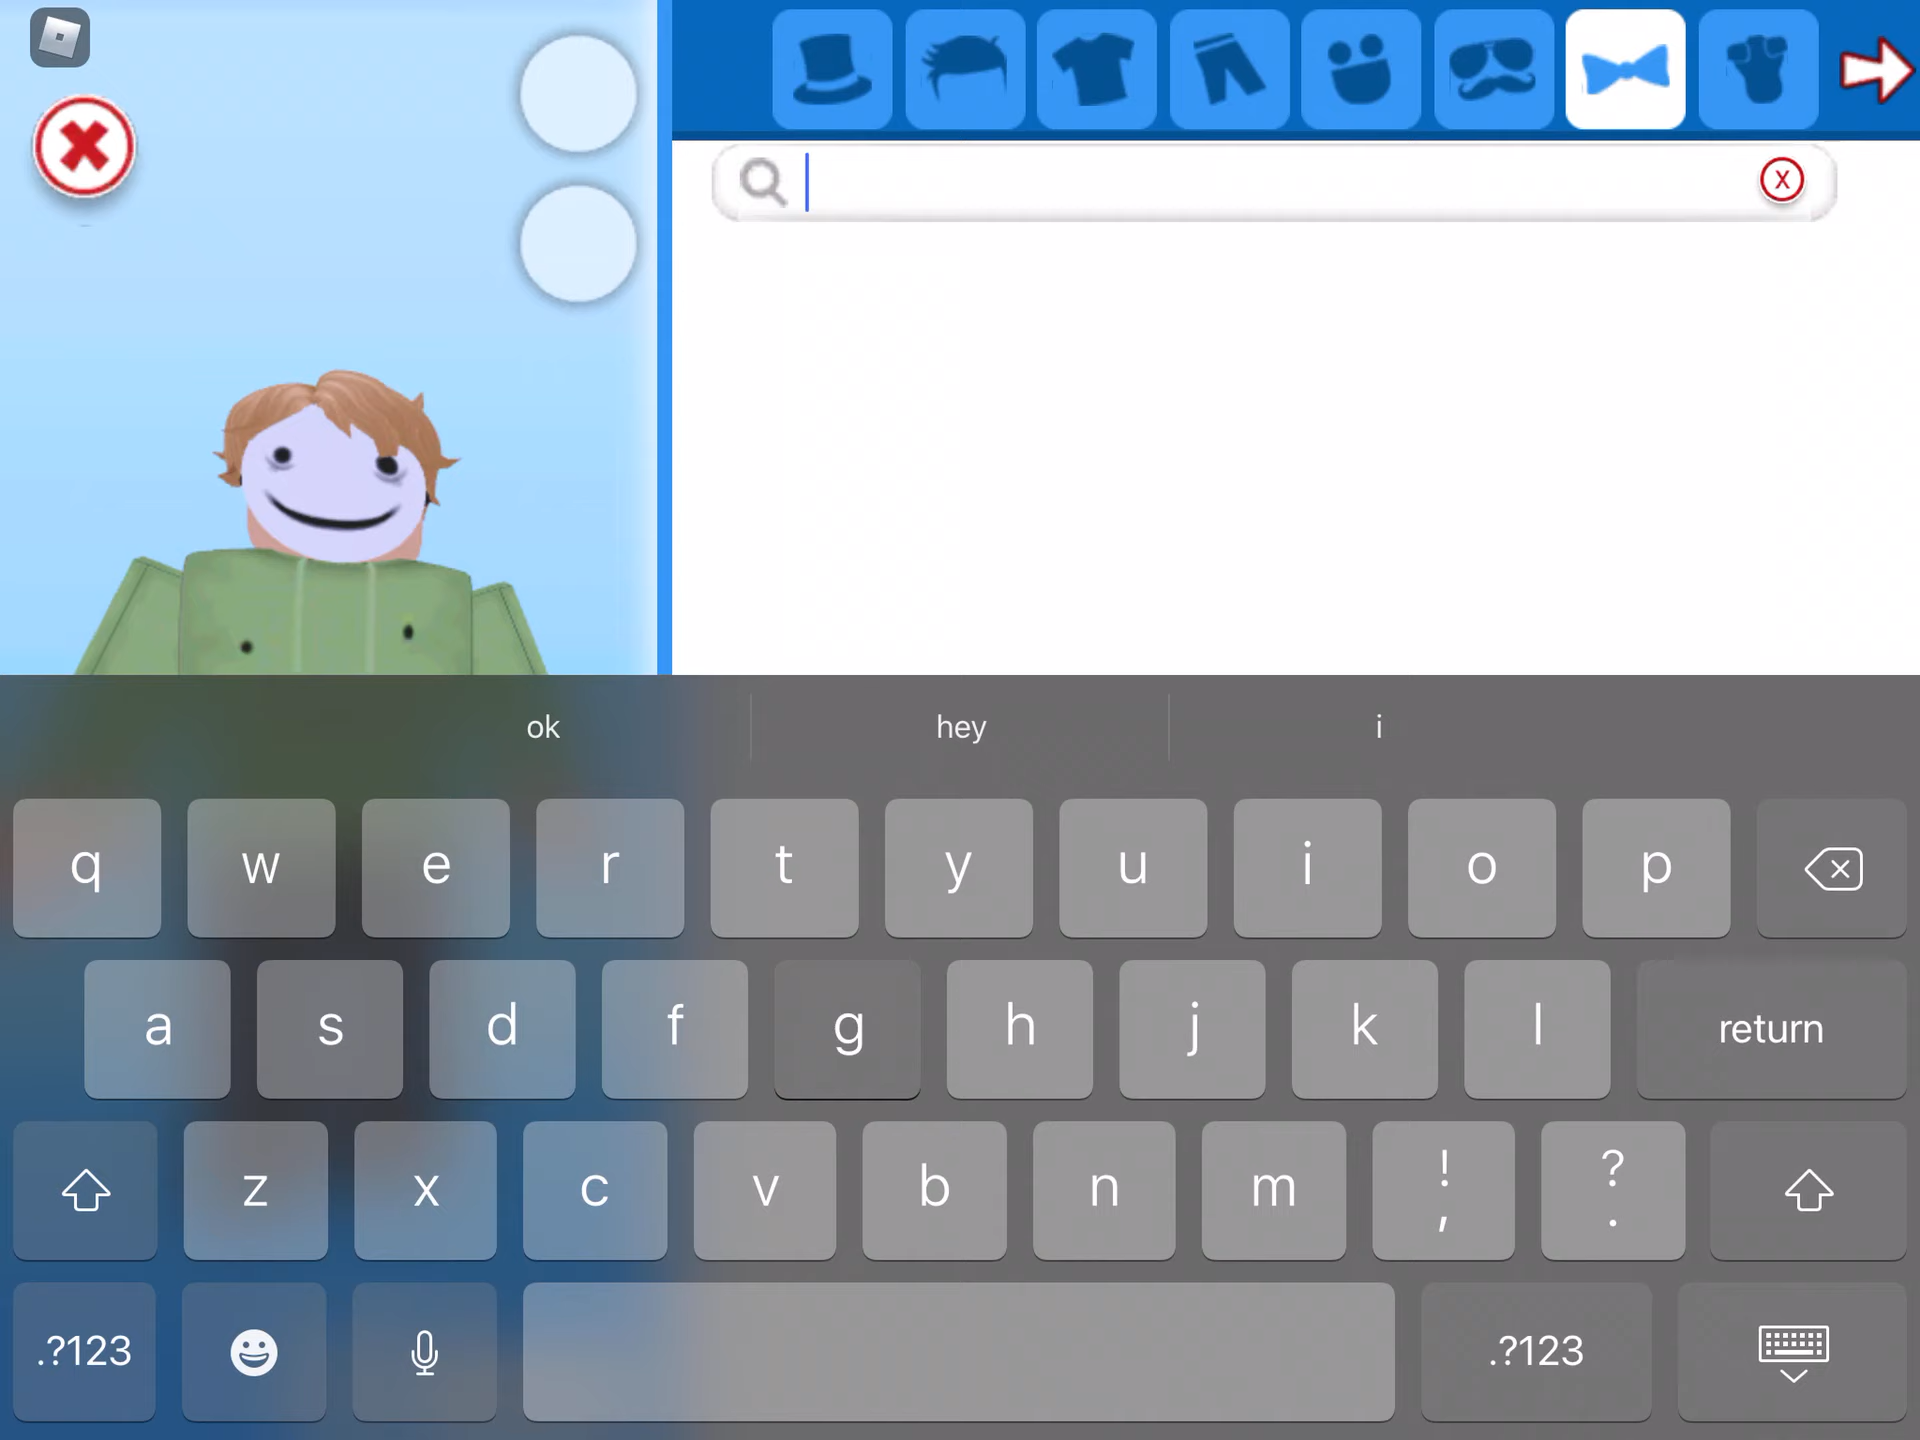 X
ok hey i
q w e r t y u i o p
a s d f g h j k l return
z x c v b n m ! , ? .
.?123 .?123